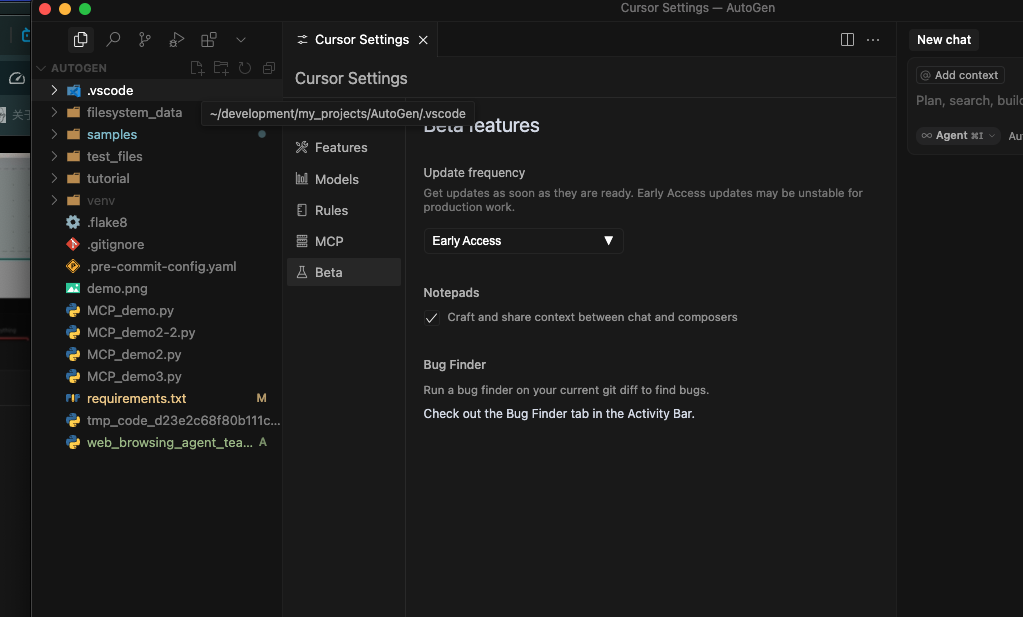 Cursor Settings — AutoGen
Cursor Settings
New chat
AUTOGEN
Cursor Settings
@ Add context
.vscode
filesystem_data
~/development/my_projects/AutoGen/.vscode
Plan, search, build
samples
Beta features
Agent ⌘I
Au
test_files
Features
tutorial
Models
Update frequency
Get updates as soon as they are ready. Early Access updates may be unstable for
production work.
venv
Rules
.flake8
.gitignore
MCP
Early Access
.pre-commit-config.yaml
Beta
demo.png
Notepads
MCP_demo.py
Craft and share context between chat and composers
MCP_demo2-2.py
MCP_demo2.py
Bug Finder
MCP_demo3.py
Run a bug finder on your current git diff to find bugs.
requirements.txt M
Check out the Bug Finder tab in the Activity Bar.
tmp_code_d23e2c68f80b111c...
web_browsing_agent_tea... A